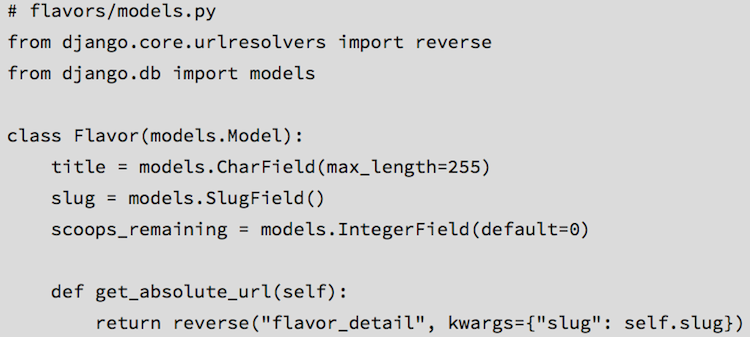 # flavors/models.py
from django.core.urlresolvers import reverse
from django.db import models

class Flavor(models.Model):
    title = models.CharField(max_length=255)
    slug = models.SlugField()
    scoops_remaining = models.IntegerField(default=0)

    def get_absolute_url(self):
        return reverse("flavor_detail", kwargs={"slug": self.slug})